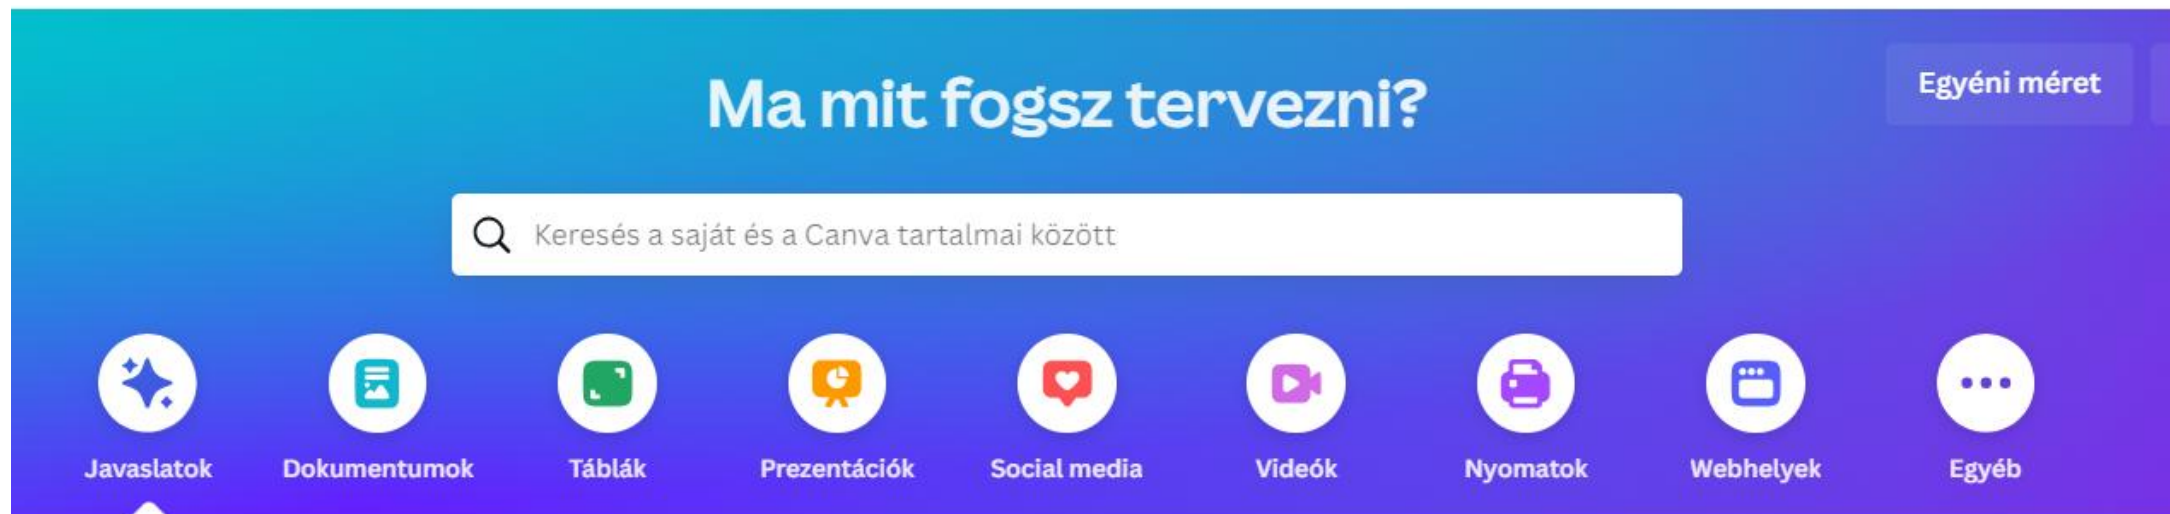 Ma mit fogsz tervezni?
Egyéni méret
Keresés a saját és a Canva tartalmai között
Javaslatok
Dokumentumok
Táblák
Prezentációk
Social media
Videók
Nyomatok
Webhelyek
Egyéb